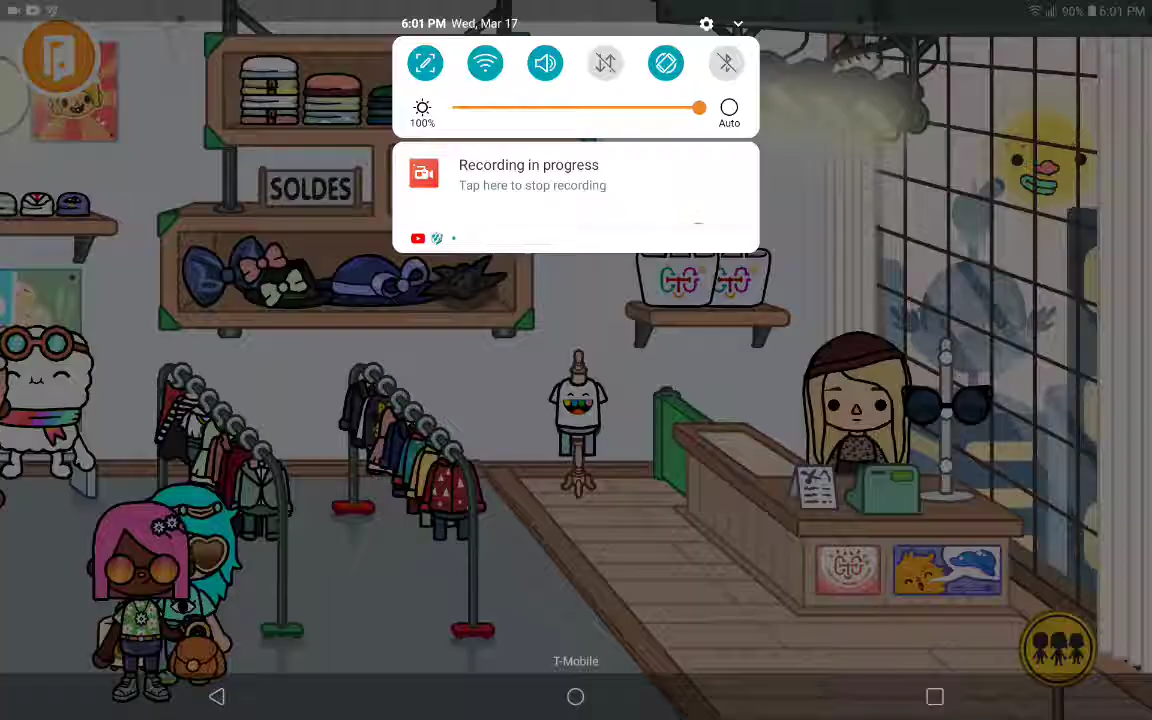 6:01 PM Wed, Mar 17
90% 6:01 PM
100%
Auto
Recording in progress
Tap here to stop recording
SOLDES
T-Mobile